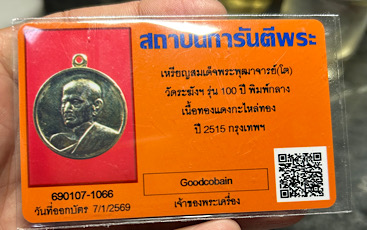 สถาบันการันตีพระ
เหรียญสมเด็จพระพุฒาจารย์(โต)
วัดระฆังฯ รุ่น 100 ปี พิมพ์กลาง
เนื้อทองแดงกะไหล่ทอง
ปี 2515 กรุงเทพฯ
690107-1066
วันที่ออกบัตร 7/1/2569
Goodcobain
เจ้าของพระเครื่อง